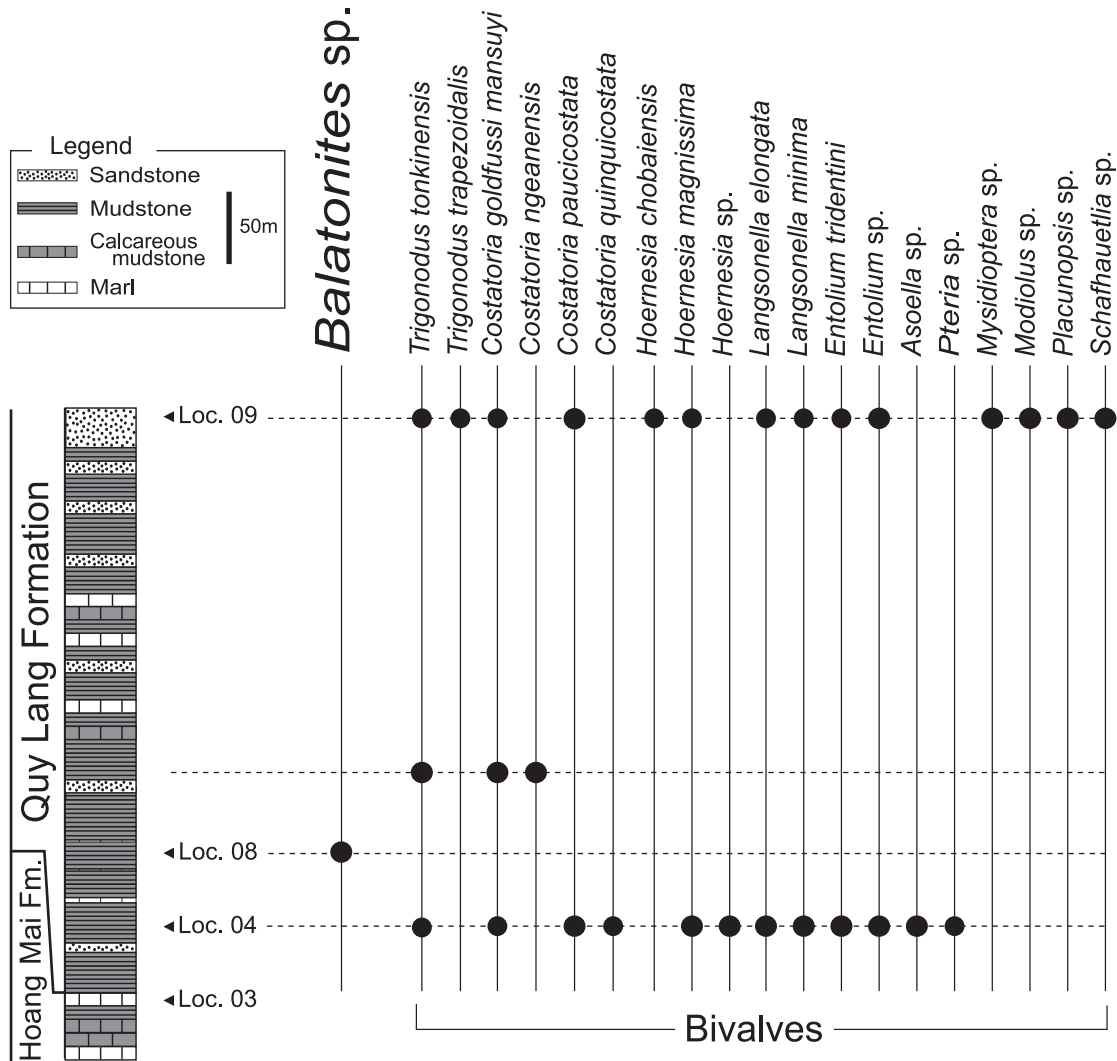 Legend
Sandstone
Mudstone
Calcareous
mudstone
Marl
50m
Balatonites sp.
Trigonodus tonkinensis
Trigonodus trapezoidalis
Costatoria goldfussi mansuyi
Costatoria ngeanensis
Costatoria paucicostata
Costatoria quinquicostata
Hoernesia chobaiensis
Hoernesia magnissima
Hoernesia sp.
Langsonella elongata
Langsonella minima
Entolium tridentini
Entolium sp.
Asoella sp.
Pteria sp.
Mysidioptera sp.
Modiolus sp.
Placunopsis sp.
Schafhauetlia sp.
Quy Lang Formation
Hoang Mai Fm.
Loc. 09
Loc. 08
Loc. 04
Loc. 03
Bivalves